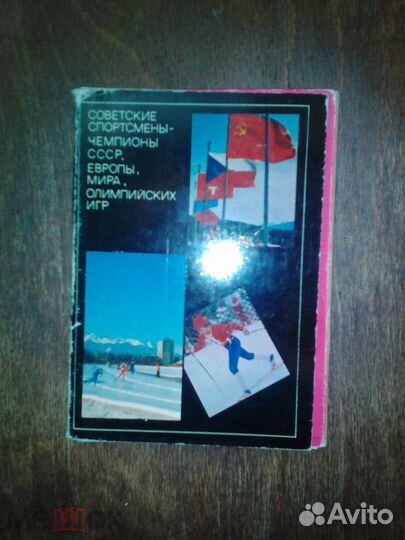 СОВЕТСКИЕ
СПОРТСМЕНЫ-
ЧЕМПИОНЫ
СССР,
ЕВРОПЫ,
МИРА,
ОЛИМПИЙСКИХ
ИГР
Avito